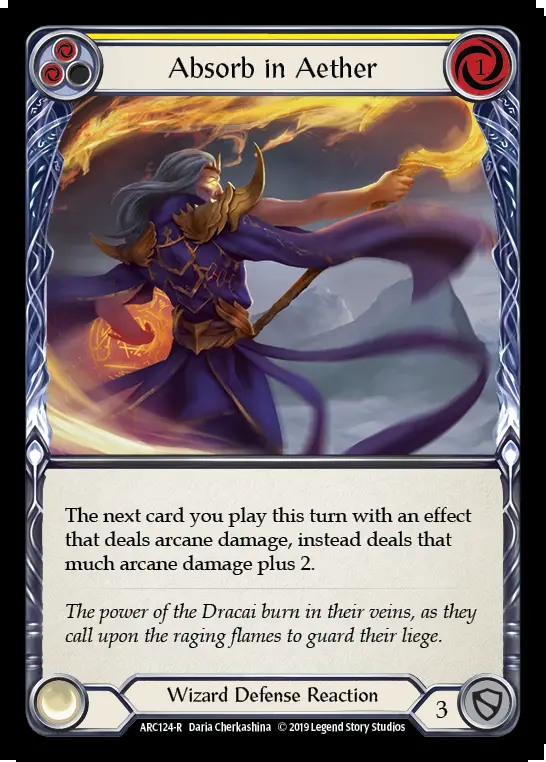 Absorb in Aether
1
The next card you play this turn with an effect
that deals arcane damage, instead deals that
much arcane damage plus 2.
The power of the Dracai burn in their veins, as they
call upon the raging flames to guard their liege.
Wizard Defense Reaction
3
ARC124-R Daria Cherkashina © 2019 Legend Story Studios